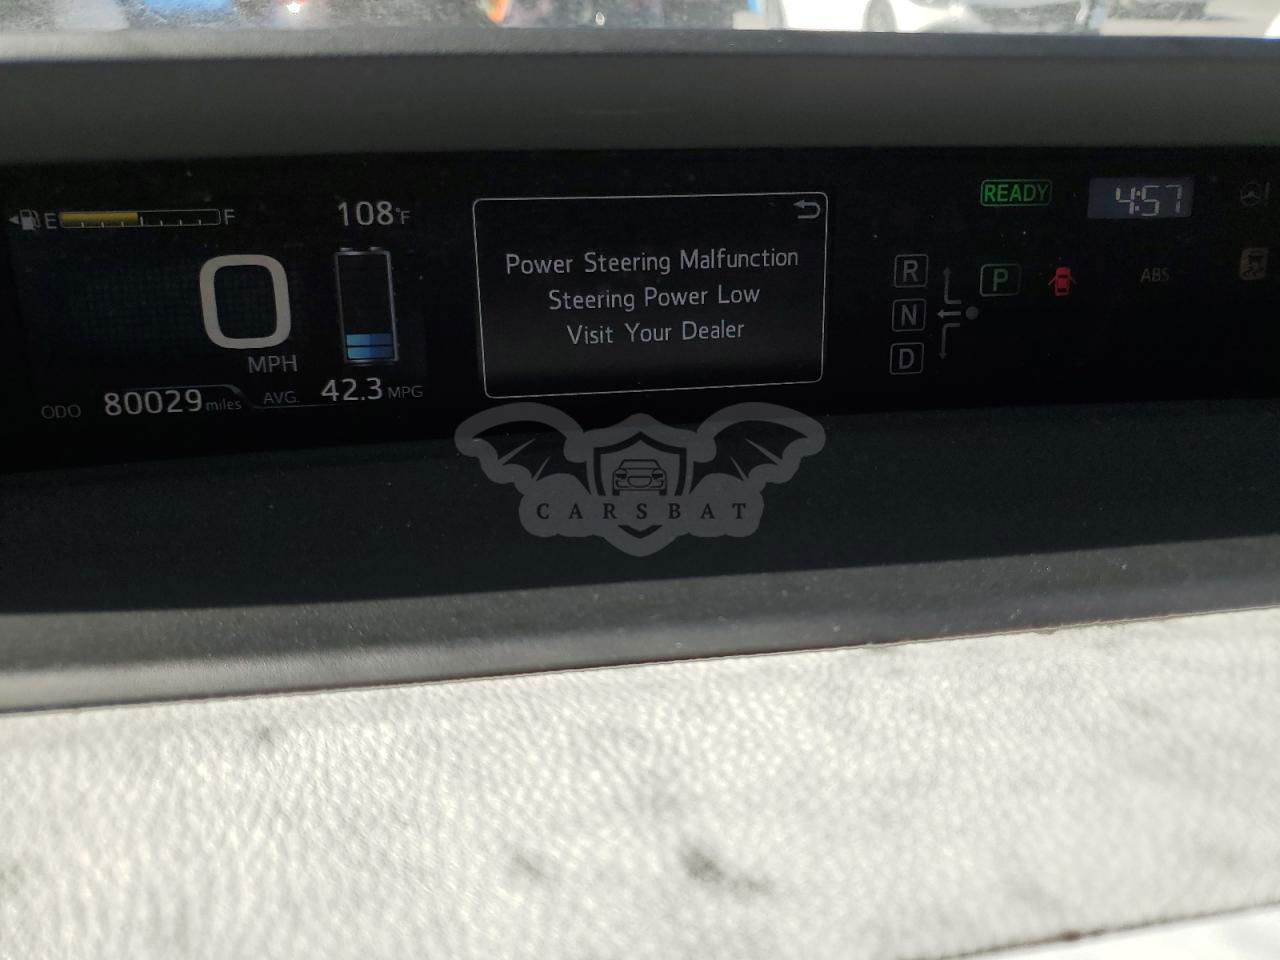 E F
108°F
0
MPH
ODO 80029 miles
AVG. 42.3 MPG
Power Steering Malfunction
Steering Power Low
Visit Your Dealer
READY
4:57
R
N
D
P
ABS
CARSBAT